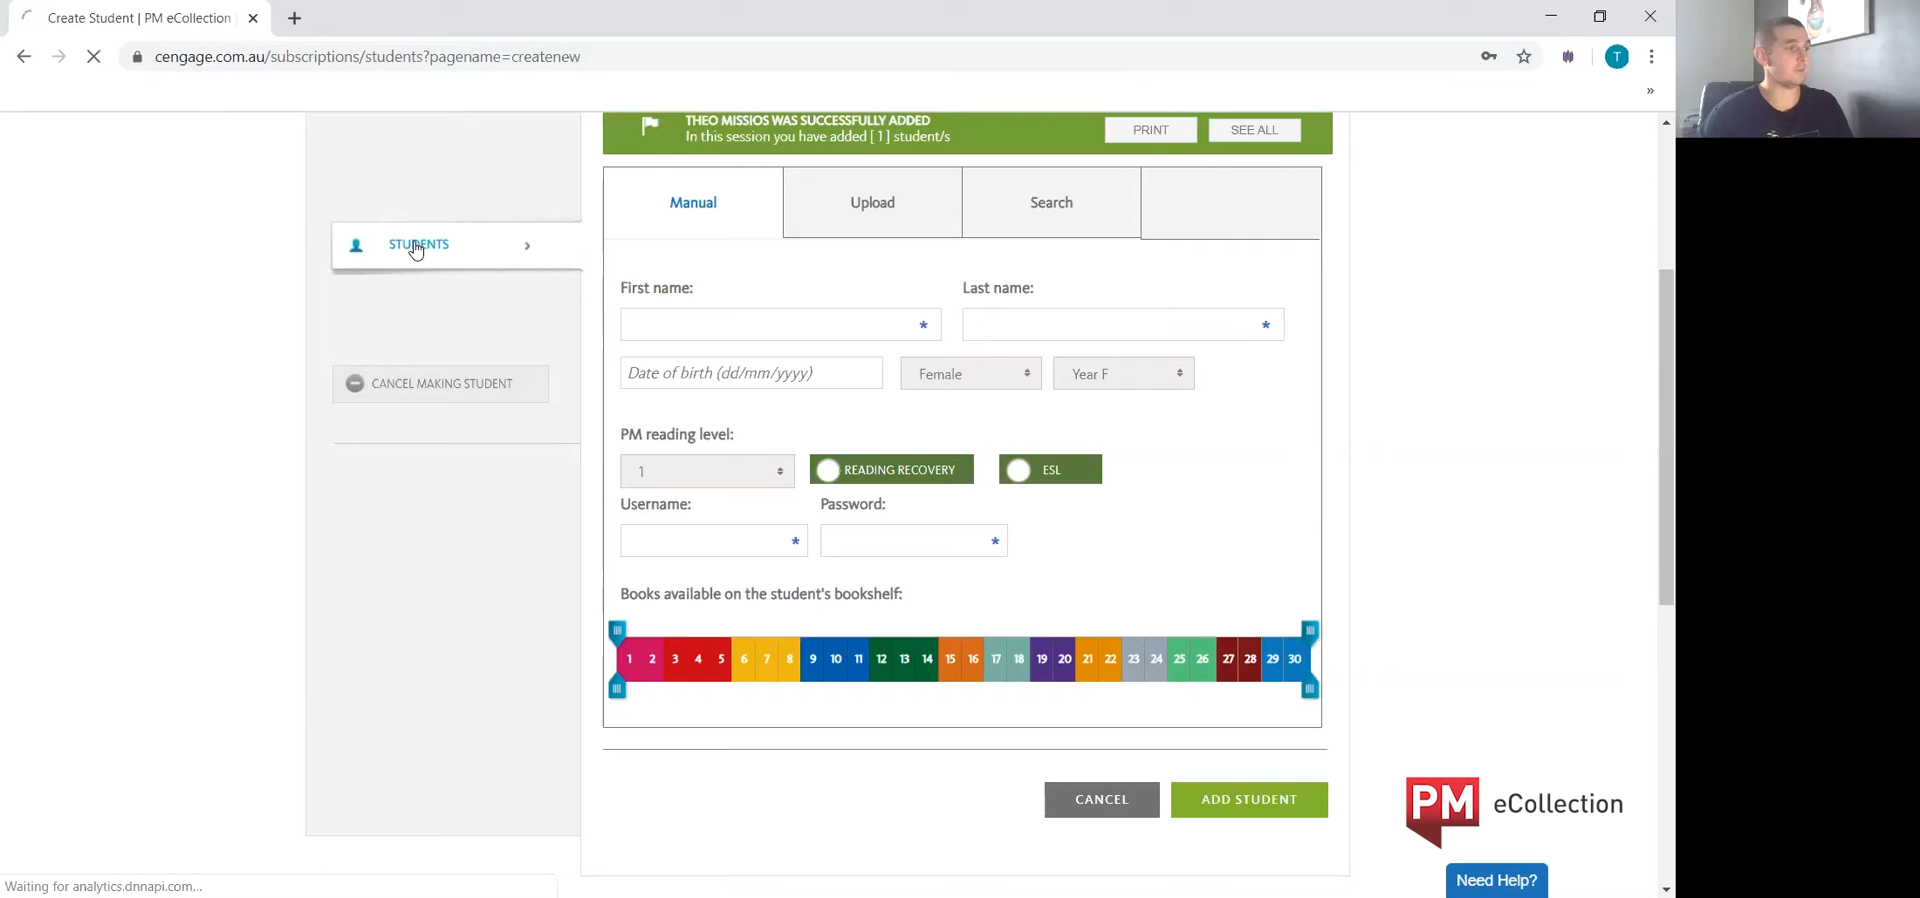 Create Student | PM eCollection
cengage.com.au/subscriptions/students?pagename=createnew
T
»
THEO MISSIOS WAS SUCCESSFULLY ADDED
In this session you have added [ 1 ] student/s
PRINT
SEE ALL
Manual
Upload
Search
STUDENTS
First name:
Last name:
*
*
Date of birth (dd/mm/yyyy)
Female
Year F
CANCEL MAKING STUDENT
PM reading level:
1
READING RECOVERY
ESL
Username:
Password:
*
*
Books available on the student's bookshelf:
1 2 3 4 5 6 7 8 9 10 11 12 13 14 15 16 17 18 19 20 21 22 23 24 25 26 27 28 29 30
CANCEL
ADD STUDENT
PM eCollection
Need Help?
Waiting for analytics.dnnapi.com...